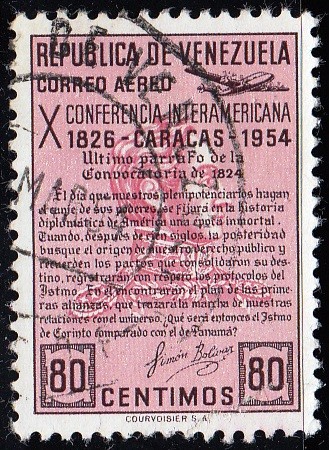 REPUBLICA DE VENEZUELA
CORREO AEREO
X CONFERENCIA INTERAMERICANA
1826 - CARACAS - 1954
Ultimo parrafo de la
Convocatoria de 1824
El dia que nuestros plenipotenciarios hagan
el canje de sus poderes, se fijara en la historia
diplomática de América una época inmortal.
Cuando, después de cien siglos, la posteridad
busque el origen de nuestro derecho público y
recuerden los pactos que consolidaron su des-
tino, registrarán con respeto los protocolos del
Istmo. En el encontrarán el plan de las prime-
ras alianzas, que trazará la marcha de nuestras
relaciones con el universo. ¿Qué será entonces el Istmo
de Corinto comparado con el de Panamá?
Simón Bolívar
80 CENTIMOS 80
COURVOISIER S.A.